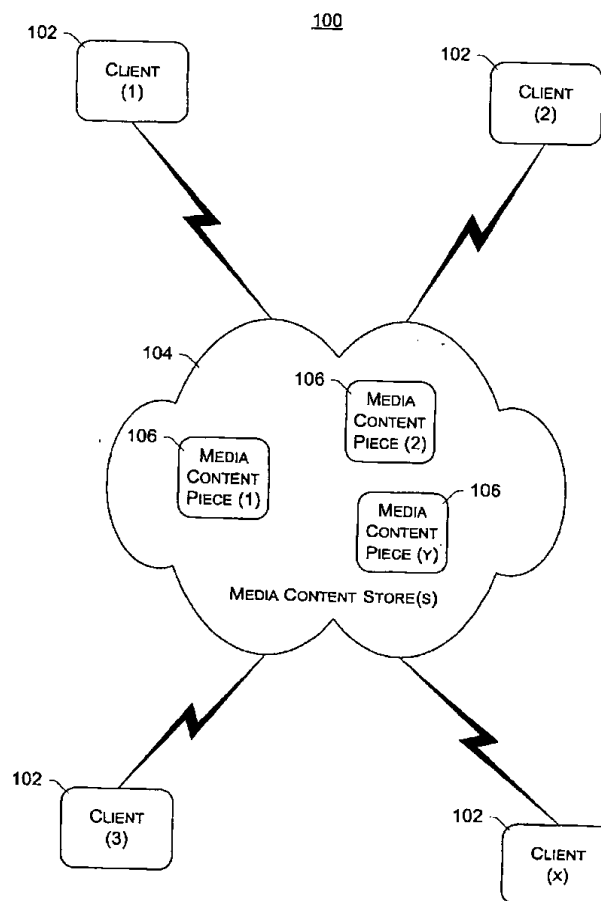 100
102
CLIENT
(1)
102
CLIENT
(2)
104
106
MEDIA
CONTENT
PIECE (2)
106
MEDIA
CONTENT
PIECE (1)
106
MEDIA
CONTENT
PIECE (Y)
MEDIA CONTENT STORE(S)
102
CLIENT
(3)
102
CLIENT
(X)